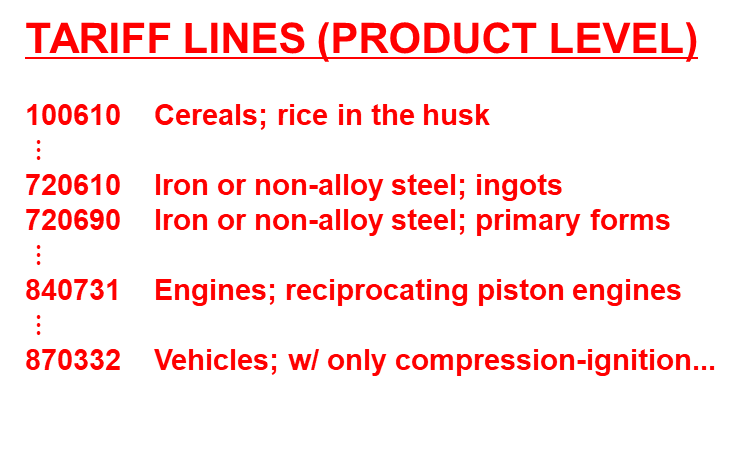 TARIFF LINES (PRODUCT LEVEL)
100610 Cereals; rice in the husk
⋮
720610 Iron or non-alloy steel; ingots
720690 Iron or non-alloy steel; primary forms
⋮
840731 Engines; reciprocating piston engines
⋮
870332 Vehicles; w/ only compression-ignition...